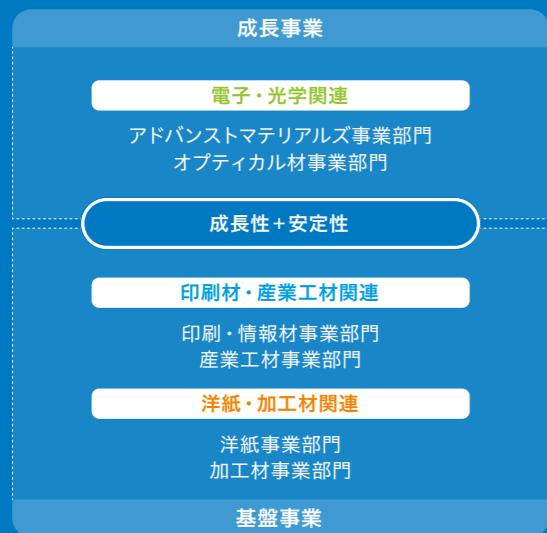 成長事業
電子・光学関連
アドバンストマテリアルズ事業部門
オプティカル材事業部門
成長性+安定性
印刷材・産業工材関連
印刷・情報材事業部門
産業工材事業部門
洋紙・加工材関連
洋紙事業部門
加工材事業部門
基盤事業